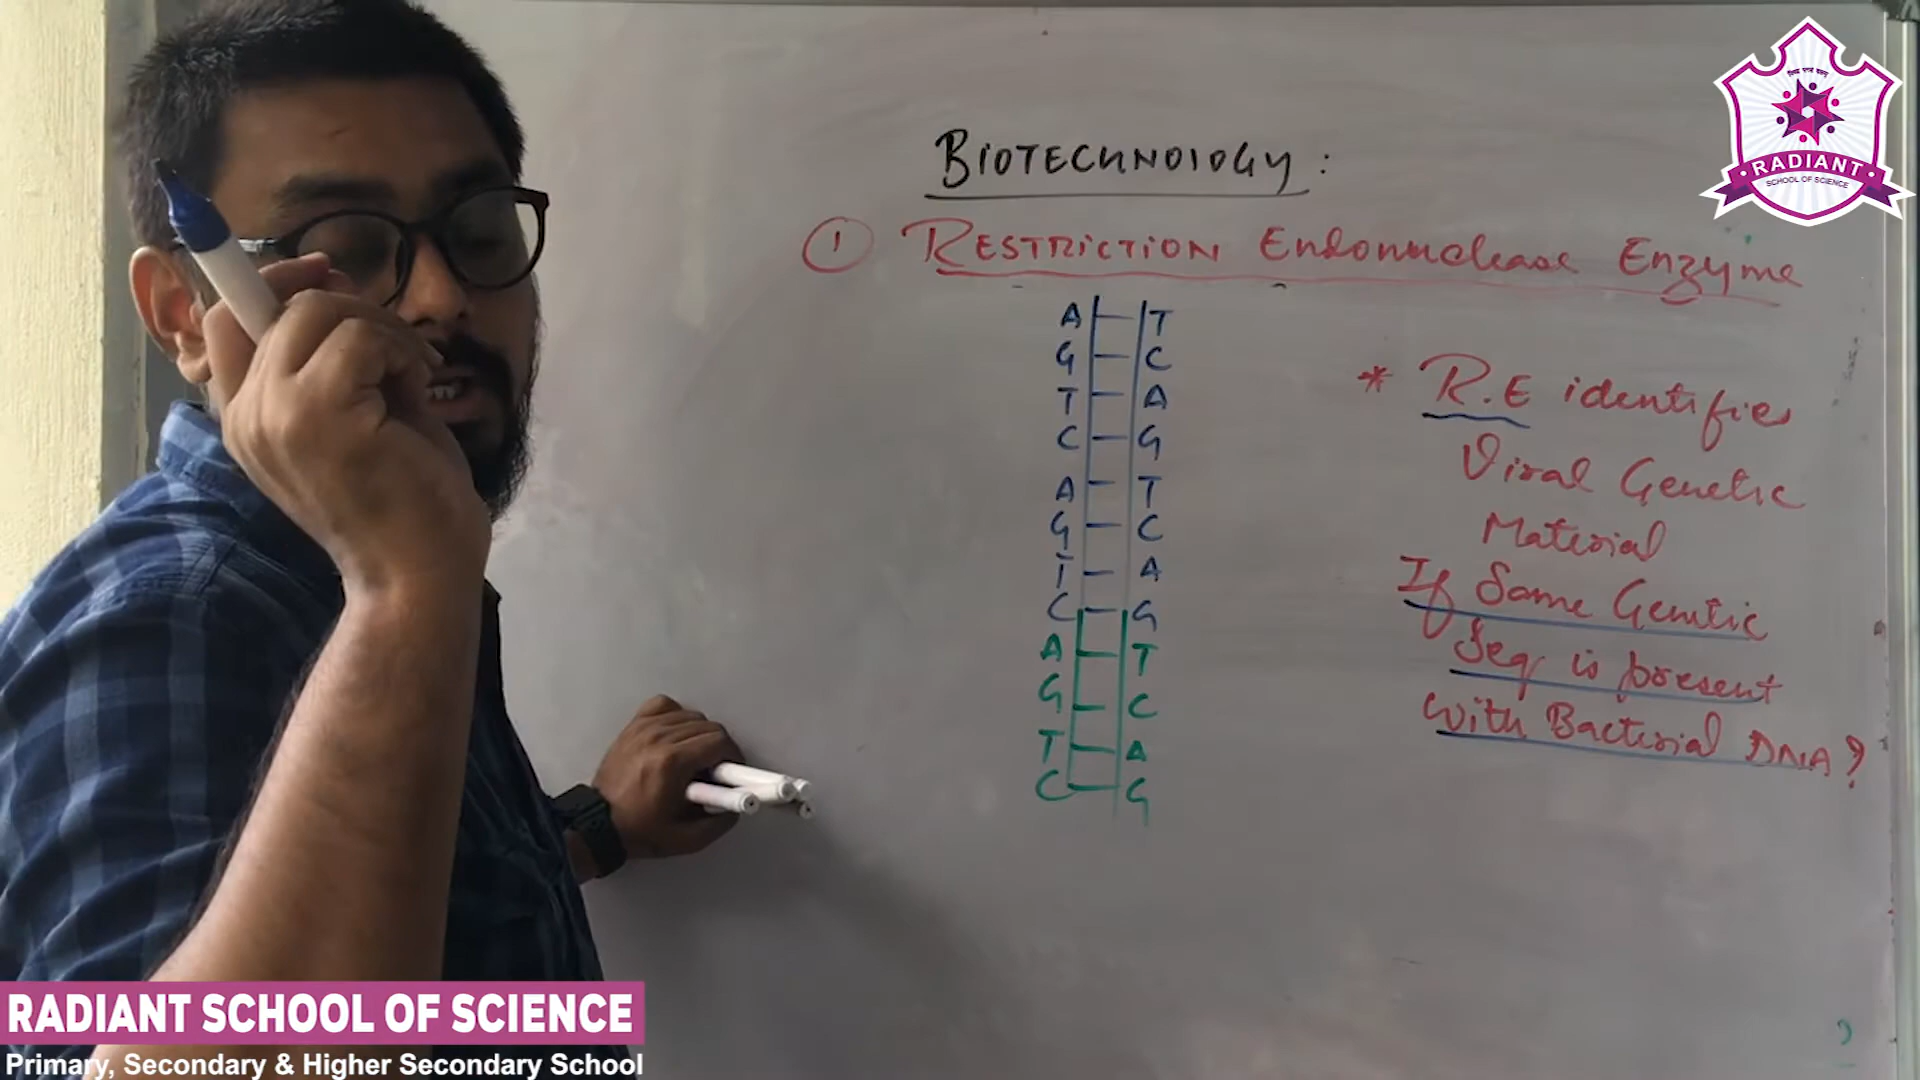 BIOTECHNOLOGY :
① RESTRICTION Endonuclease Enzyme
A T
G C
T A
C G
A T
G C
T A
C G
A T
G C
T A
C G
* R.E identifies
Viral Genetic
Material
If Same Genetic
Seq is present
with Bacterial DNA?
RADIANT
SCHOOL OF SCIENCE
RADIANT SCHOOL OF SCIENCE
Primary, Secondary & Higher Secondary School